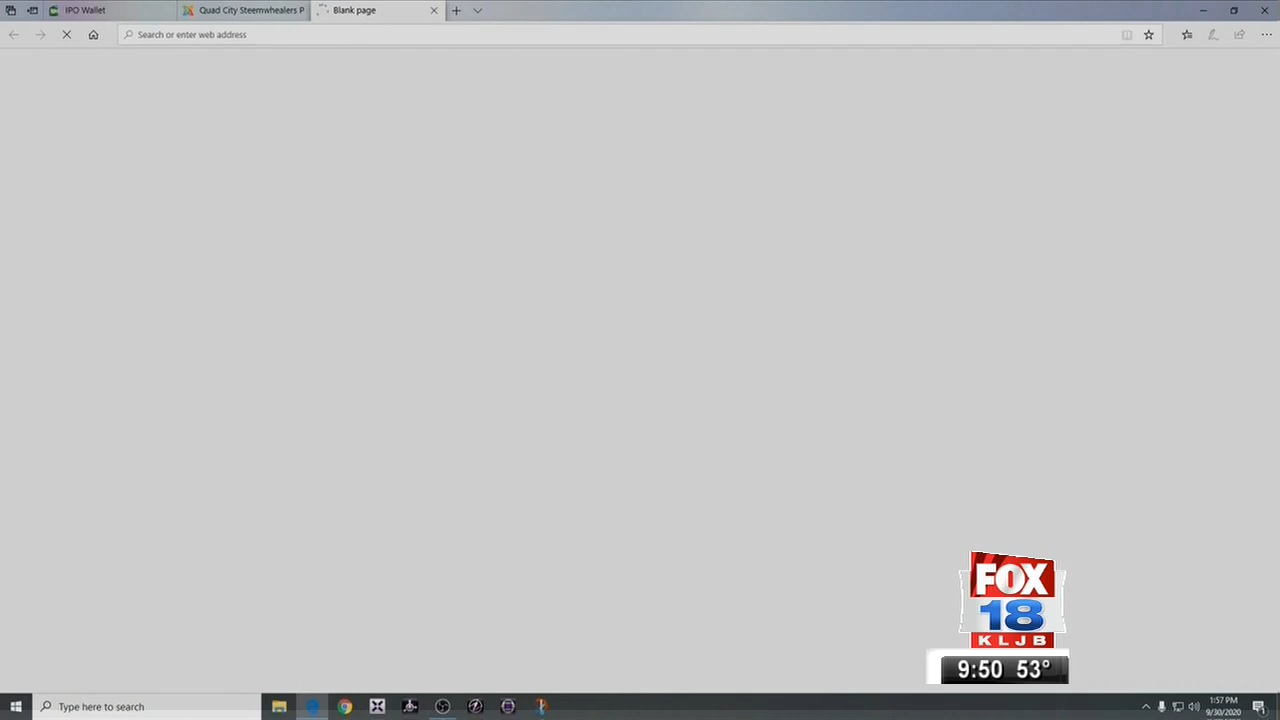 IPO Wallet
Quad City Steemwhealers P
Blank page
Search or enter web address
FOX
18
KLJB
9:50 53°
Type here to search
1:57 PM
9/30/2020